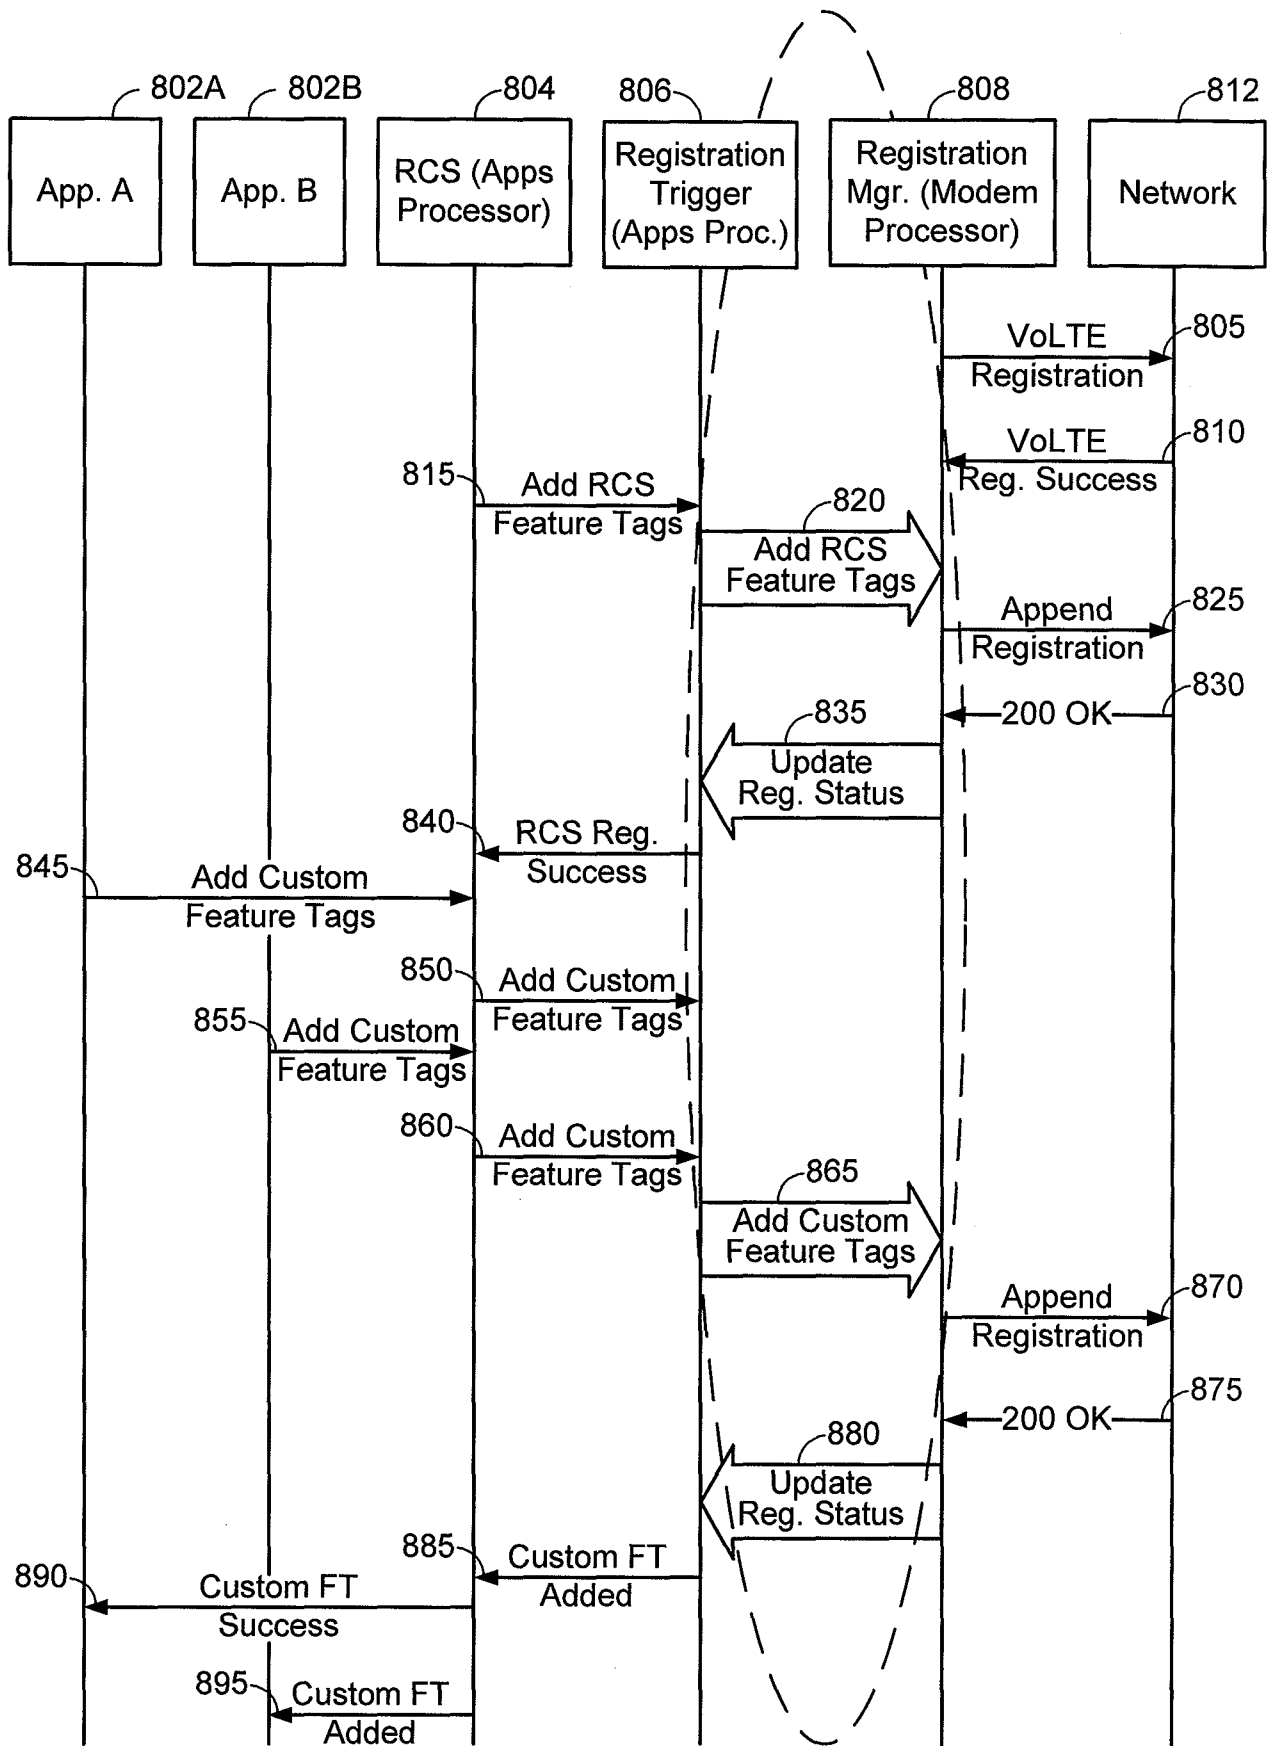 802A
802B
804
806
808
812
App. A
App. B
RCS (Apps
Processor)
Registration
Trigger
(Apps Proc.)
Registration
Mgr. (Modem
Processor)
Network
805
VoLTE
Registration
810
VoLTE
Reg. Success
815
Add RCS
Feature Tags
820
Add RCS
Feature Tags
825
Append
Registration
830
200 OK
835
Update
Reg. Status
840
RCS Reg.
Success
845
Add Custom
Feature Tags
850
Add Custom
Feature Tags
855
Add Custom
Feature Tags
860
Add Custom
Feature Tags
865
Add Custom
Feature Tags
870
Append
Registration
875
200 OK
880
Update
Reg. Status
885
Custom FT
Added
890
Custom FT
Success
895
Custom FT
Added